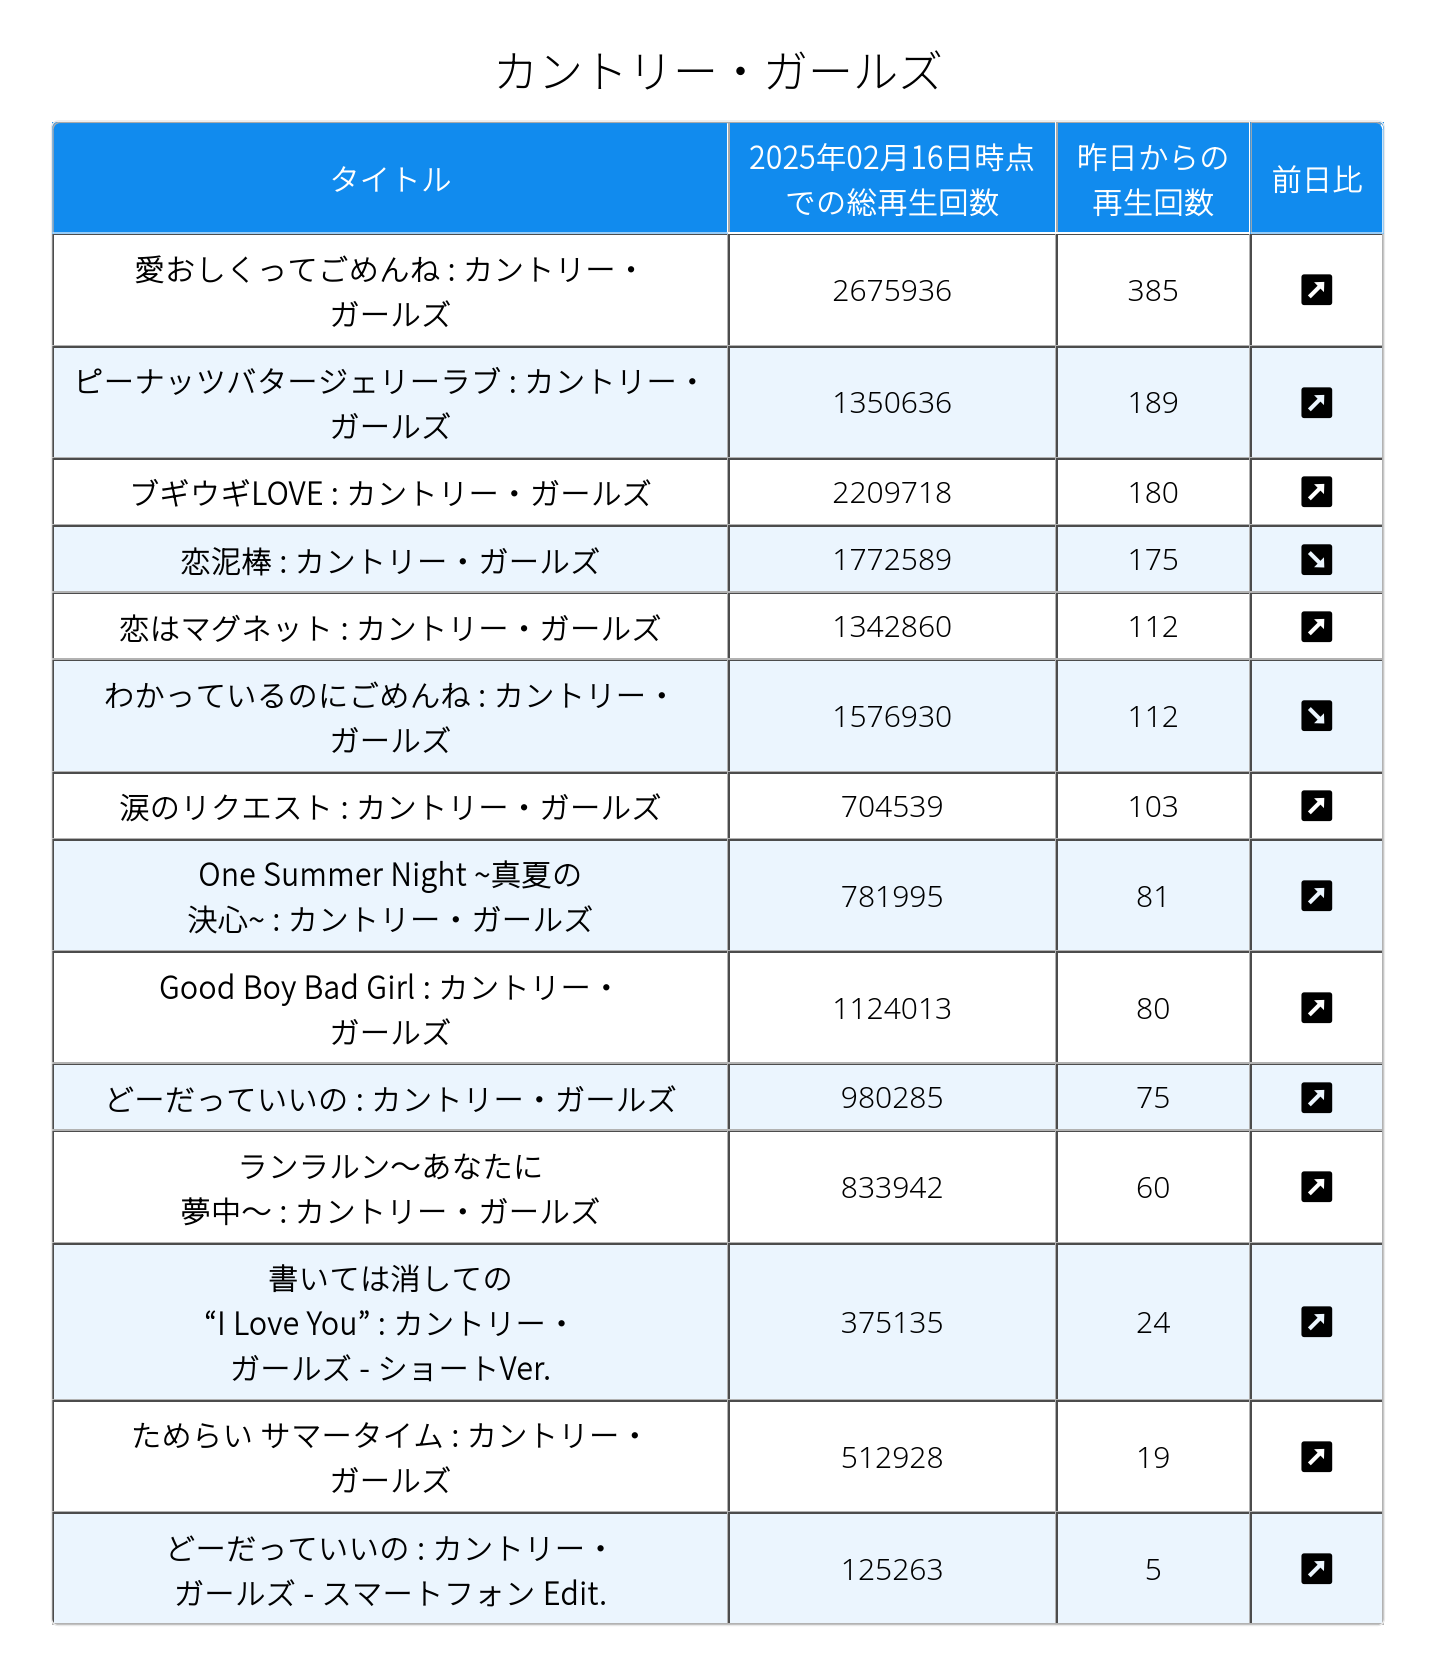 カントリー・ガールズ
タイトル
2025年02月16日時点
での総再生回数
昨日からの
再生回数
前日比
愛おしくってごめんね : カントリー・
ガールズ
2675936
385
ピーナッツバタージェリーラブ : カントリー・
ガールズ
1350636
189
ブギウギLOVE : カントリー・ガールズ
2209718
180
恋泥棒 : カントリー・ガールズ
1772589
175
恋はマグネット : カントリー・ガールズ
1342860
112
わかっているのにごめんね : カントリー・
ガールズ
1576930
112
涙のリクエスト : カントリー・ガールズ
704539
103
One Summer Night ~真夏の
決心~ : カントリー・ガールズ
781995
81
Good Boy Bad Girl : カントリー・
ガールズ
1124013
80
どーだっていいの : カントリー・ガールズ
980285
75
ランラルン～あなたに
夢中～ : カントリー・ガールズ
833942
60
書いては消しての
“I Love You” : カントリー・
ガールズ - ショートVer.
375135
24
ためらい サマータイム : カントリー・
ガールズ
512928
19
どーだっていいの : カントリー・
ガールズ - スマートフォン Edit.
125263
5